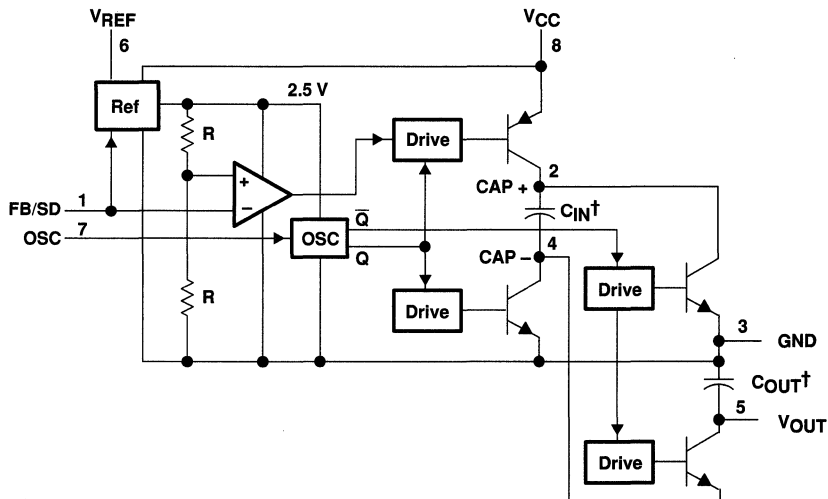 VREF
6
VCC
8
2.5 V
Ref
R
Drive
+
−
2
CAP +
CIN†
FB/SD 1
OSC 7
OSC
Q̅
Q
4
CAP −
R
Drive
Drive
3
GND
COUT†
5
VOUT
Drive